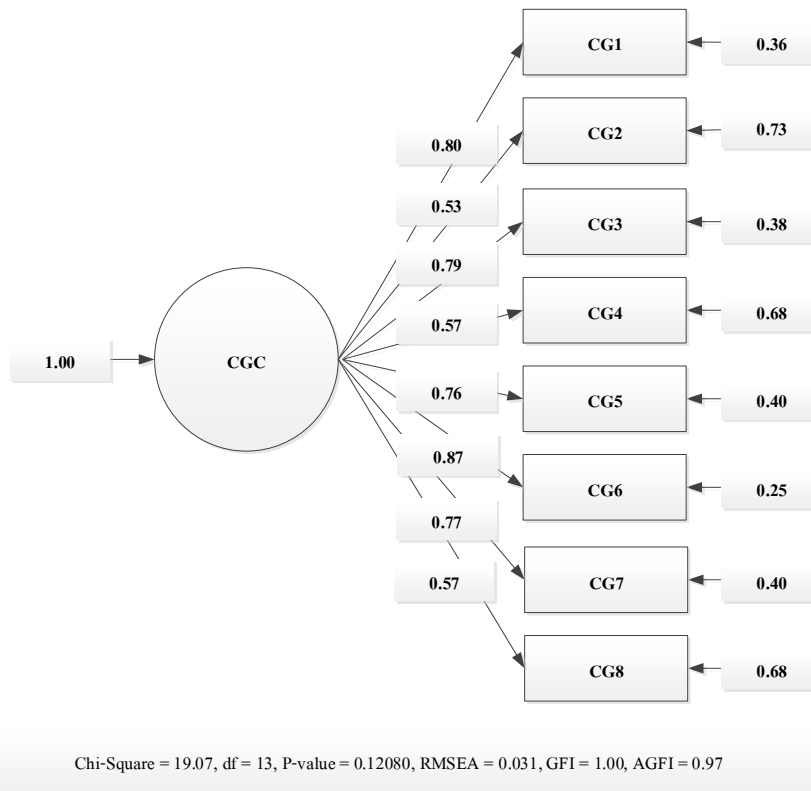 CG1
0.36
0.80
CG2
0.73
0.53
CG3
0.38
0.79
CG4
0.68
0.57
1.00
CGC
0.76
CG5
0.40
0.87
CG6
0.25
0.77
CG7
0.40
0.57
CG8
0.68
Chi-Square = 19.07, df = 13, P-value = 0.12080, RMSEA = 0.031, GFI = 1.00, AGFI = 0.97